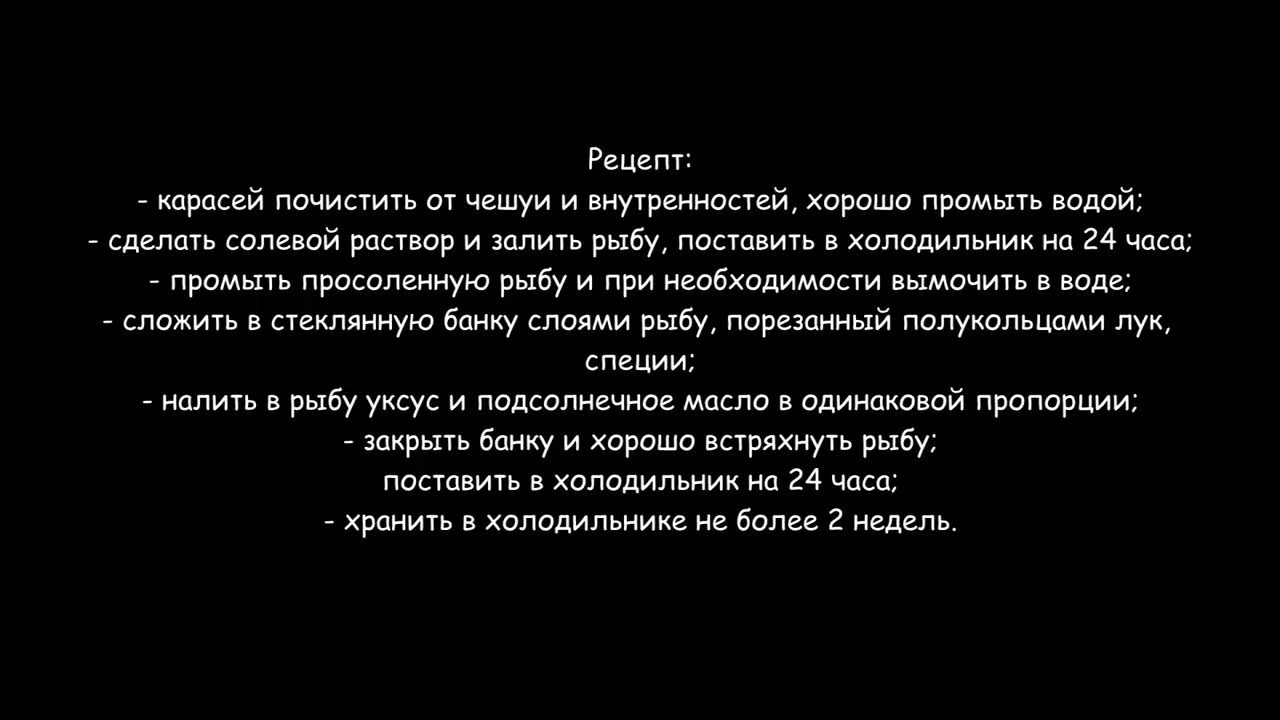 Рецепт:
- карасей почистить от чешуи и внутренностей, хорошо промыть водой;
- сделать солевой раствор и залить рыбу, поставить в холодильник на 24 часа;
- промыть просоленную рыбу и при необходимости вымочить в воде;
- сложить в стеклянную банку слоями рыбу, порезанный полукольцами лук,
специи;
- налить в рыбу уксус и подсолнечное масло в одинаковой пропорции;
- закрыть банку и хорошо встряхнуть рыбу;
поставить в холодильник на 24 часа;
- хранить в холодильнике не более 2 недель.